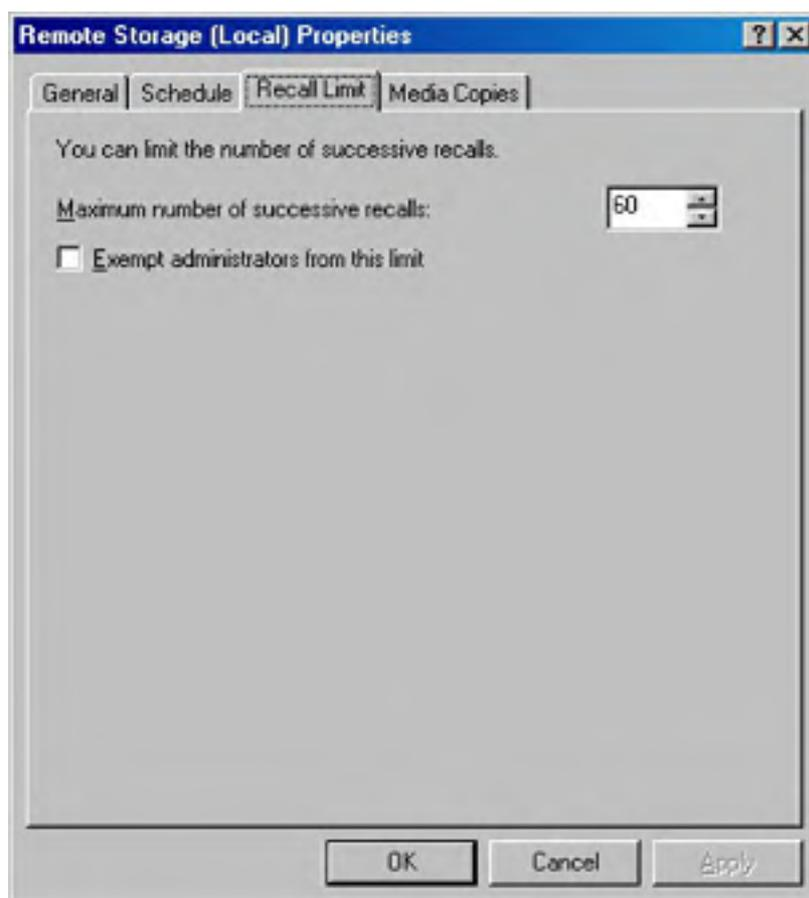 Remote Storage (Local) Properties
General Schedule Recall Limit Media Copies
You can limit the number of successive recalls.
Maximum number of successive recalls: 60
Exempt administrators from this limit
OK Cancel Apply